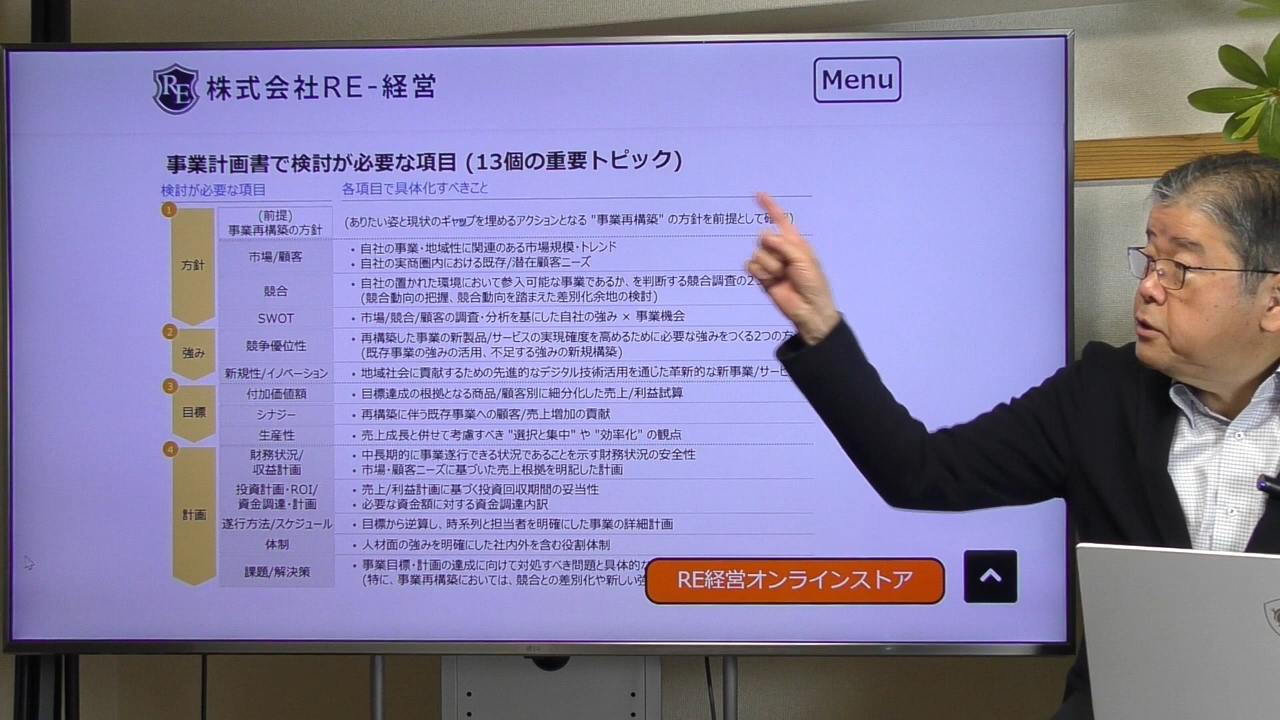 RE 株式会社RE-経営
Menu
事業計画書で検討が必要な項目 (13個の重要トピック)
検討が必要な項目 各項目で具体化すべきこと
1
方針
(前提)
事業再構築の方針
(ありたい姿と現状のギャップを埋めるアクションとなる "事業再構築" の方針を前提として確
市場/顧客
・自社の事業・地域性に関連のある市場規模・トレンド
・自社の実商圏内における既存/潜在顧客ニーズ
競合
・自社の置かれた環境において参入可能な事業であるか、を判断する競合調査の2
(競合動向の把握、競合動向を踏まえた差別化余地の検討)
SWOT
・市場/競合/顧客の調査・分析を基にした自社の強み × 事業機会
2
強み
競争優位性
・再構築した事業の新製品/サービスの実現確度を高めるために必要な強みをつくる2つの方
(既存事業の強みの活用、不足する強みの新規構築)
新規性/イノベーション
・地域社会に貢献するための先進的なデジタル技術活用を通じた革新的な新事業/サービ
3
目標
付加価値額
・目標達成の根拠となる商品/顧客別に細分化した売上/利益試算
シナジー
・再構築に伴う既存事業への顧客/売上増加の貢献
生産性
・売上成長と併せて考慮すべき "選択と集中" や "効率化" の観点
4
計画
財務状況/
収益計画
・中長期的に事業遂行できる状況であることを示す財務状況の安全性
・市場・顧客ニーズに基づいた売上根拠を明記した計画
投資計画・ROI/
資金調達・計画
・売上/利益計画に基づく投資回収期間の妥当性
・必要な資金額に対する資金調達内訳
遂行方法/スケジュール
・目標から逆算し、時系列と担当者を明確にした事業の詳細計画
体制
・人材面の強みを明確にした社内外を含む役割体制
課題/解決策
・事業目標・計画の達成に向けて対処すべき問題と具体的な
(特に、事業再構築においては、競合との差別化や新しい強
RE経営オンラインストア